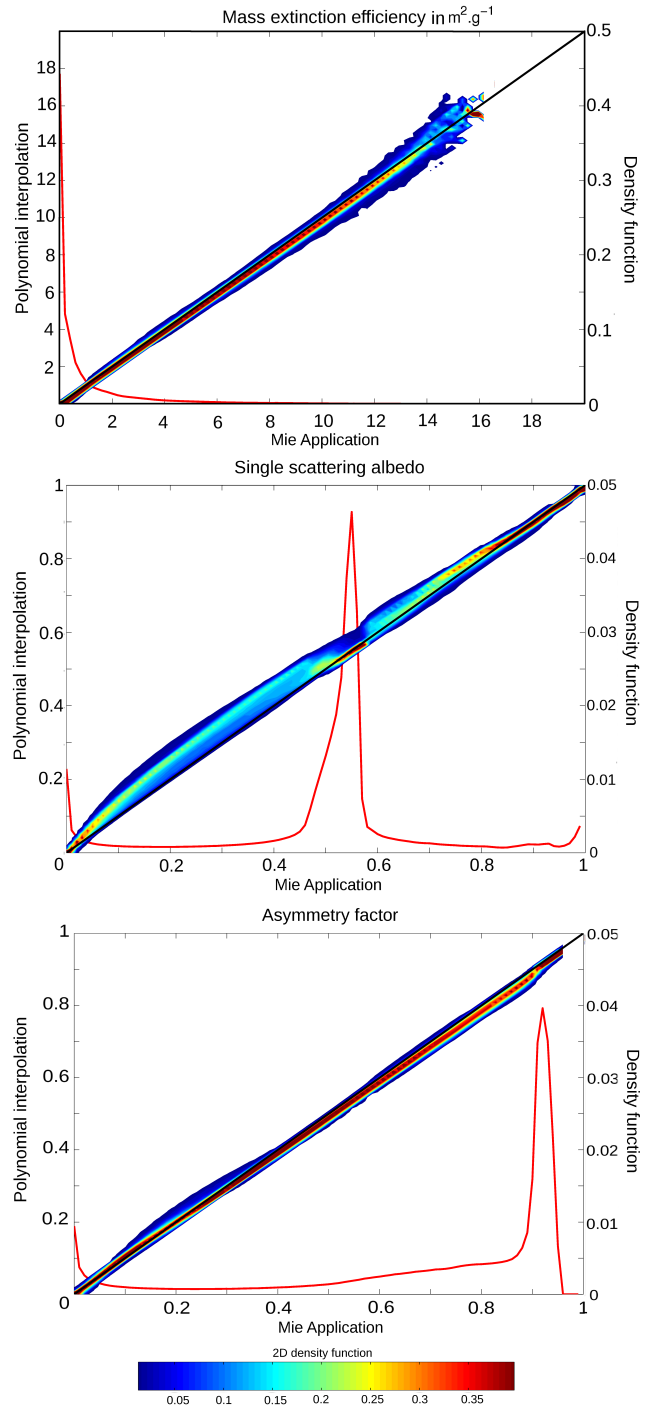 Mass extinction efficiency in m².g⁻¹
0.5
18
16
0.4
14
12
0.3
10
8
0.2
6
4
0.1
2
0
Polynomial interpolation
Density function
0 2 4 6 8 10 12 14 16 18
Mie Application
Single scattering albedo
1
0.05
0.8
0.04
0.6
0.03
0.4
0.02
0.2
0.01
0
Polynomial interpolation
Density function
0 0.2 0.4 0.6 0.8 1
Mie Application
Asymmetry factor
1
0.05
0.8
0.04
0.6
0.03
0.4
0.02
0.2
0.01
0
Polynomial interpolation
Density function
0 0.2 0.4 0.6 0.8 1
Mie Application
2D density function
0.05 0.1 0.15 0.2 0.25 0.3 0.35